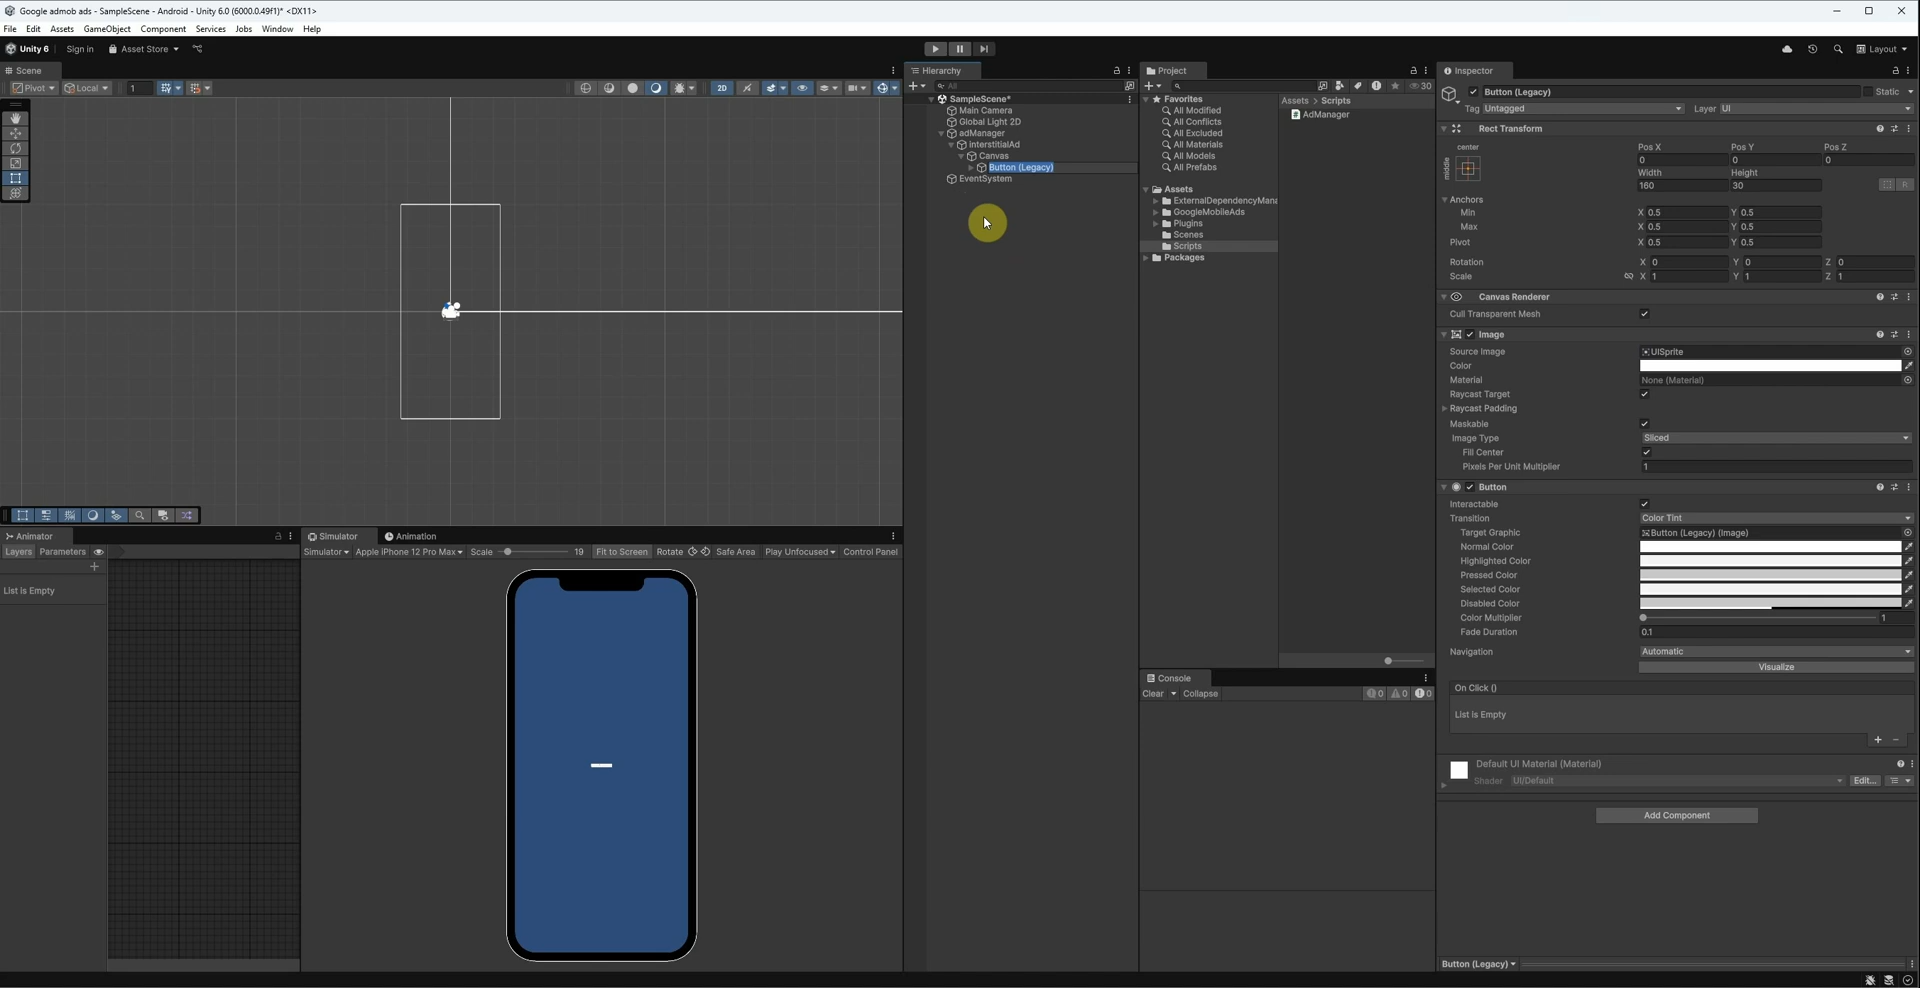 Google admob ads - SampleScene - Android - Unity 6.0 (6000.0.49f1)* <DX11>
File Edit Assets GameObject Component Services Jobs Window Help
Unity 6 Sign in Asset Store Layout
Scene
Pivot Local 1 2D
Hierarchy
All
SampleScene*
Main Camera
Global Light 2D
adManager
interstitialAd
Canvas
Button (Legacy)
EventSystem
Project
30
Favorites
All Modified
All Conflicts
All Excluded
All Materials
All Models
All Prefabs
Assets
ExternalDependencyMana
GoogleMobileAds
Plugins
Scenes
Scripts
Packages
Assets > Scripts
AdManager
Console
Clear Collapse 0 0 0
Animator
Layers Parameters
List is Empty
Simulator Animation
Simulator Apple iPhone 12 Pro Max Scale 19 Fit to Screen Rotate Safe Area Play Unfocused Control Panel
Inspector
Button (Legacy) Static
Tag Untagged Layer UI
Rect Transform
center
middle
Pos X Pos Y Pos Z
0 0 0
Width Height
160 30
R
Anchors
Min X 0.5 Y 0.5
Max X 0.5 Y 0.5
Pivot X 0.5 Y 0.5
Rotation X 0 Y 0 Z 0
Scale X 1 Y 1 Z 1
Canvas Renderer
Cull Transparent Mesh
Image
Source Image UISprite
Color
Material None (Material)
Raycast Target
Raycast Padding
Maskable
Image Type Sliced
Fill Center
Pixels Per Unit Multiplier 1
Button
Interactable
Transition Color Tint
Target Graphic Button (Legacy) (Image)
Normal Color
Highlighted Color
Pressed Color
Selected Color
Disabled Color
Color Multiplier 1
Fade Duration 0.1
Navigation Automatic
Visualize
On Click ()
List is Empty
Default UI Material (Material)
Shader UI/Default Edit...
Add Component
Button (Legacy)